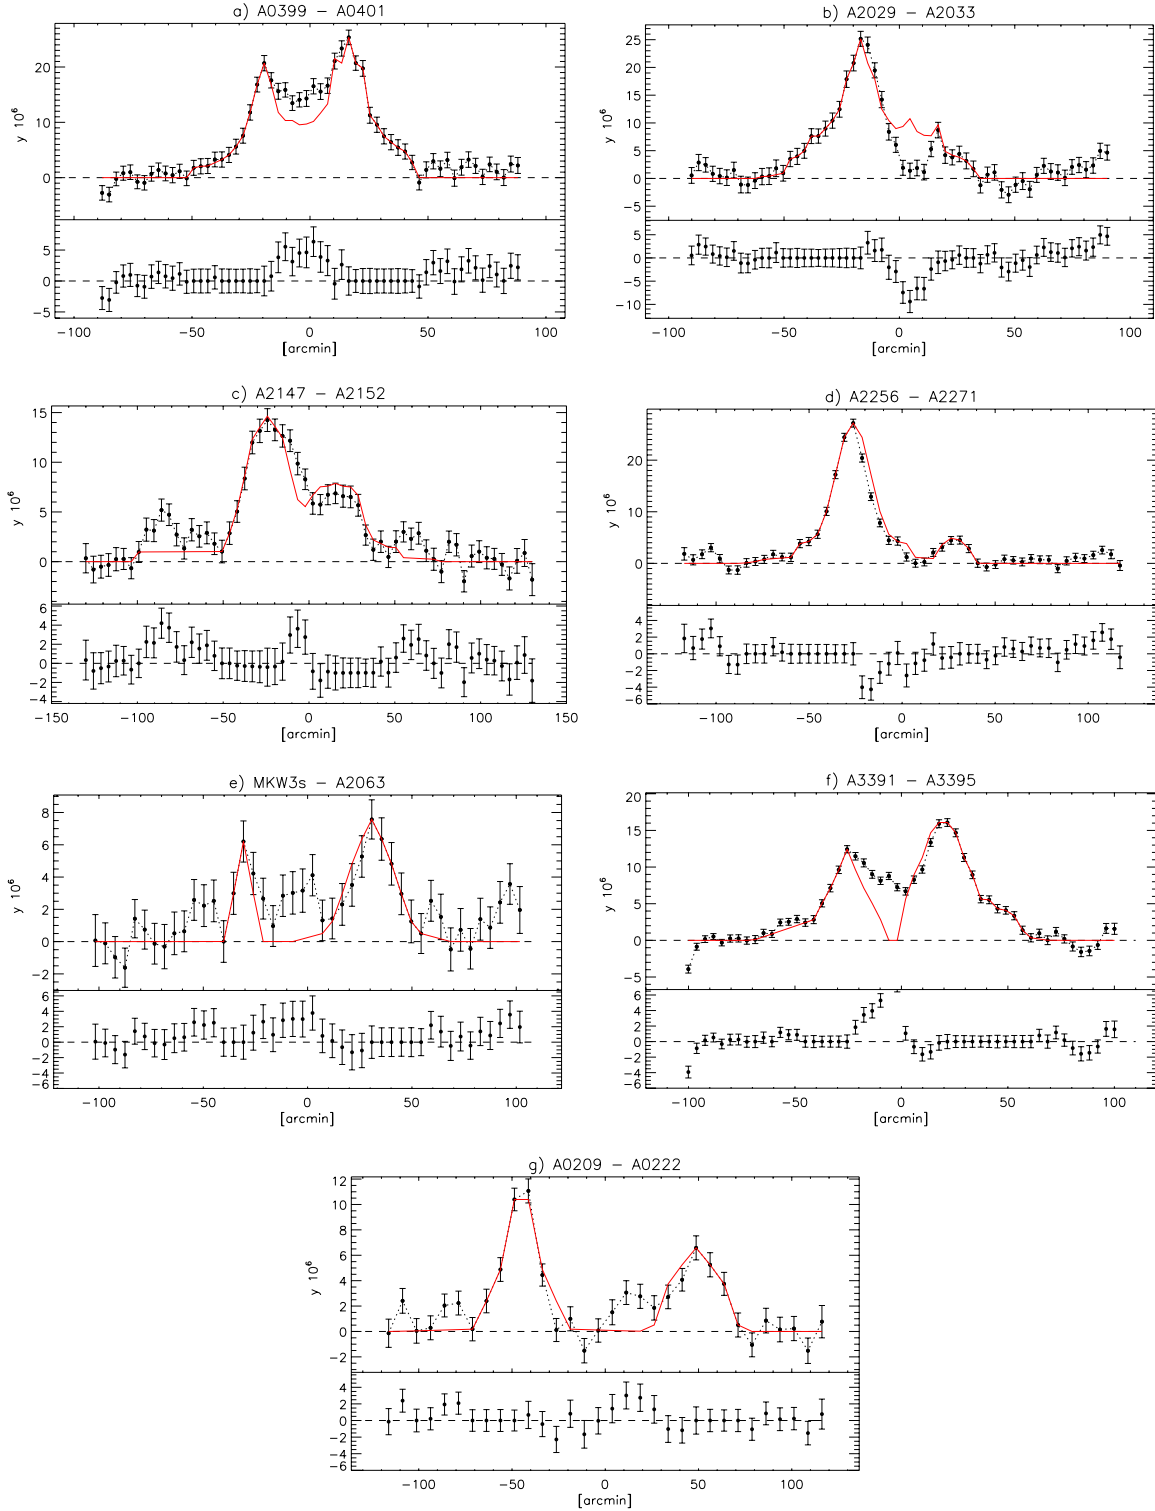 a) A0399 – A0401
20
10
0
y 10⁶
5
0
−5
−100 −50 0 50 100
[arcmin]
b) A2029 – A2033
25
20
15
10
5
0
−5
y 10⁶
5
0
−5
−10
−100 −50 0 50 100
[arcmin]
c) A2147 – A2152
15
10
5
0
y 10⁶
6
4
2
0
−2
−4
−150 −100 −50 0 50 100 150
[arcmin]
d) A2256 – A2271
20
10
0
y 10⁶
4
2
0
−2
−4
−6
−100 −50 0 50 100
[arcmin]
e) MKW3s – A2063
8
6
4
2
0
−2
y 10⁶
6
4
2
0
−2
−4
−6
−100 −50 0 50 100
[arcmin]
f) A3391 – A3395
20
15
10
5
0
−5
y 10⁶
6
4
2
0
−2
−4
−6
−100 −50 0 50 100
[arcmin]
g) A0209 – A0222
12
10
8
6
4
2
0
−2
y 10⁶
4
2
0
−2
−4
−6
−100 −50 0 50 100
[arcmin]